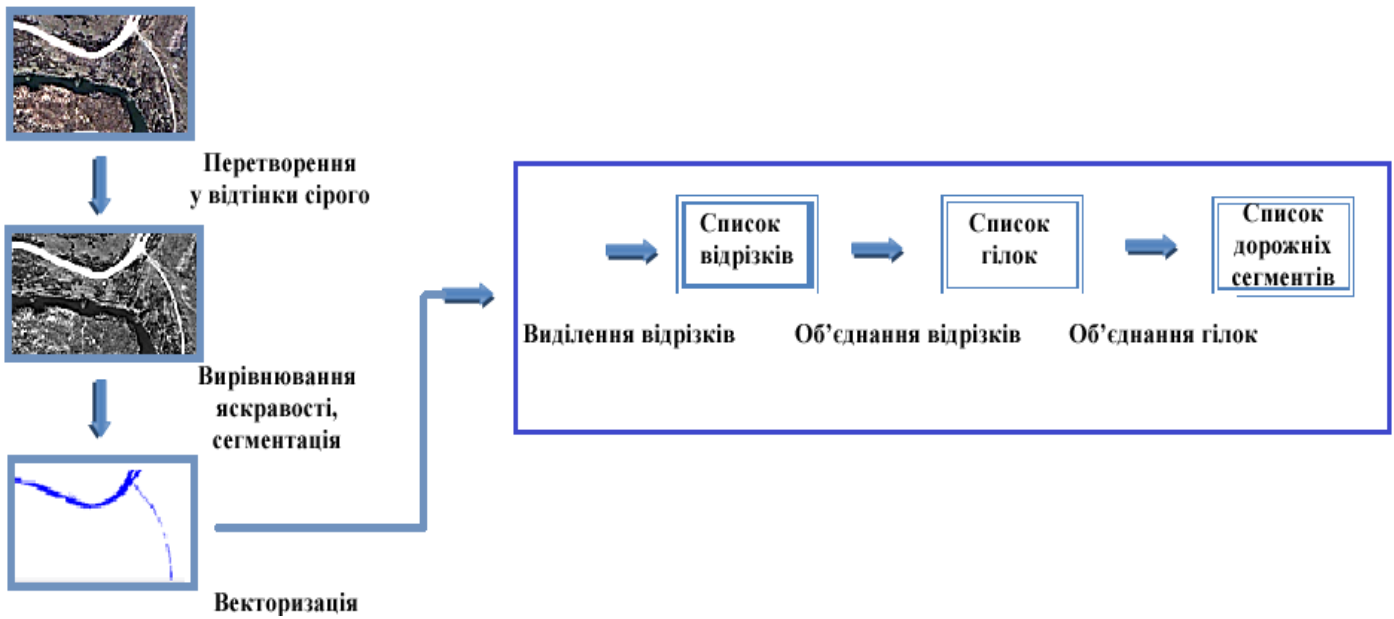 Перетворення
у відтінки сірого
Вирівнювання
яскравості,
сегментація
Векторизація
Список
відрізків
Список
гілок
Список
дорожніх
сегментів
Виділення відрізків
Об’єднання відрізків
Об’єднання гілок